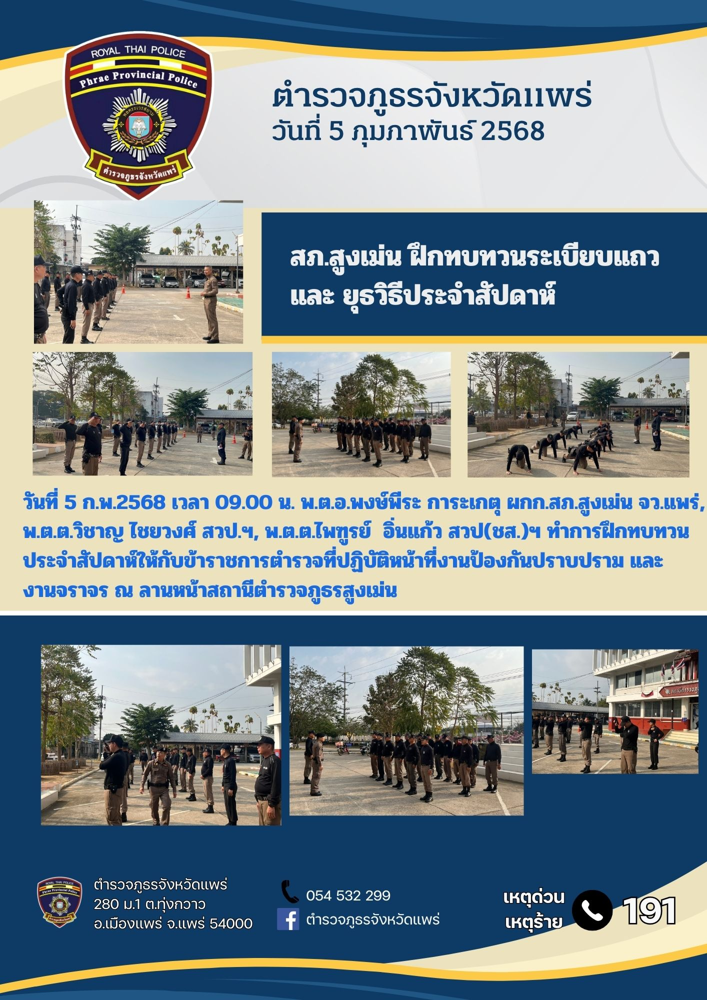 ROYAL THAI POLICE
Phrae Provincial Police
ตำรวจภูธรจังหวัดแพร่
ตำรวจภูธรจังหวัดแพร่
วันที่ 5 กุมภาพันธ์ 2568
สภ.สูงเม่น ฝึกทบทวนระเบียบแถว
และ ยุธวิธีประจำสัปดาห์
วันที่ 5 ก.พ.2568 เวลา 09.00 น. พ.ต.อ.พงษ์พีระ การะเกตุ ผกก.สภ.สูงเม่น จว.แพร่,
พ.ต.ต.วิชาญ ไชยวงศ์ สวป.ฯ, พ.ต.ต.ไพฑูรย์ อิ่นแก้ว สวป(ชส.)ฯ ทำการฝึกทบทวน
ประจำสัปดาห์ให้กับข้าราชการตำรวจที่ปฏิบัติหน้าที่งานป้องกันปราบปราม และ
งานจราจร ณ ลานหน้าสถานีตำรวจภูธรสูงเม่น
ROYAL THAI POLICE
Phrae Provincial Police
ตำรวจภูธรจังหวัดแพร่
280 ม.1 ต.ทุ่งกวาว
อ.เมืองแพร่ จ.แพร่ 54000
054 532 299
ตำรวจภูธรจังหวัดแพร่
เหตุด่วน
เหตุร้าย
191